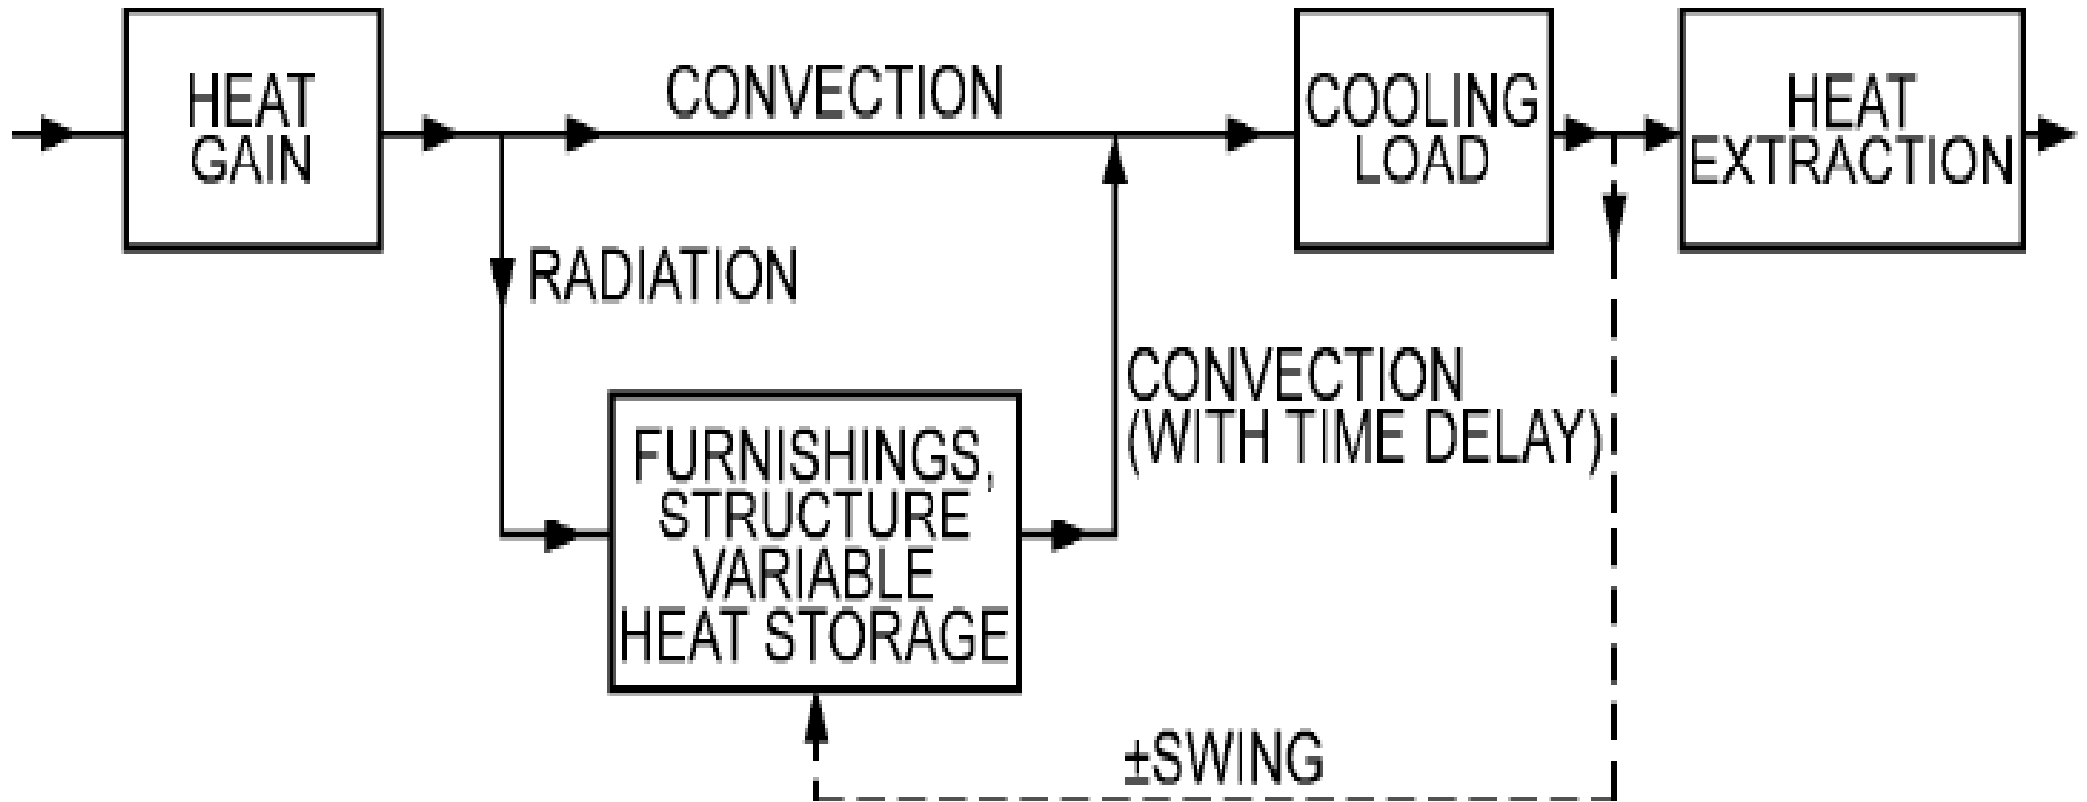 HEAT
GAIN
CONVECTION
COOLING
LOAD
HEAT
EXTRACTION
RADIATION
CONVECTION
(WITH TIME DELAY)
FURNISHINGS,
STRUCTURE
VARIABLE
HEAT STORAGE
±SWING